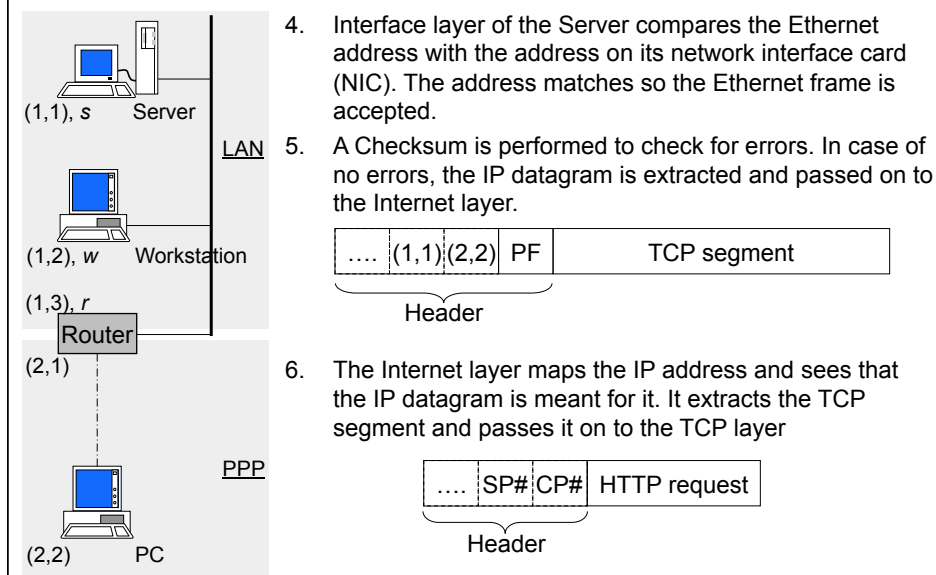 (1,1), s Server
LAN
(1,2), w Workstation
(1,3), r
Router
(2,1)
PPP
(2,2) PC
4. Interface layer of the Server compares the Ethernet
address with the address on its network interface card
(NIC). The address matches so the Ethernet frame is
accepted.
5. A Checksum is performed to check for errors. In case of
no errors, the IP datagram is extracted and passed on to
the Internet layer.
.... (1,1) (2,2) PF TCP segment
Header
6. The Internet layer maps the IP address and sees that
the IP datagram is meant for it. It extracts the TCP
segment and passes it on to the TCP layer
.... SP# CP# HTTP request
Header